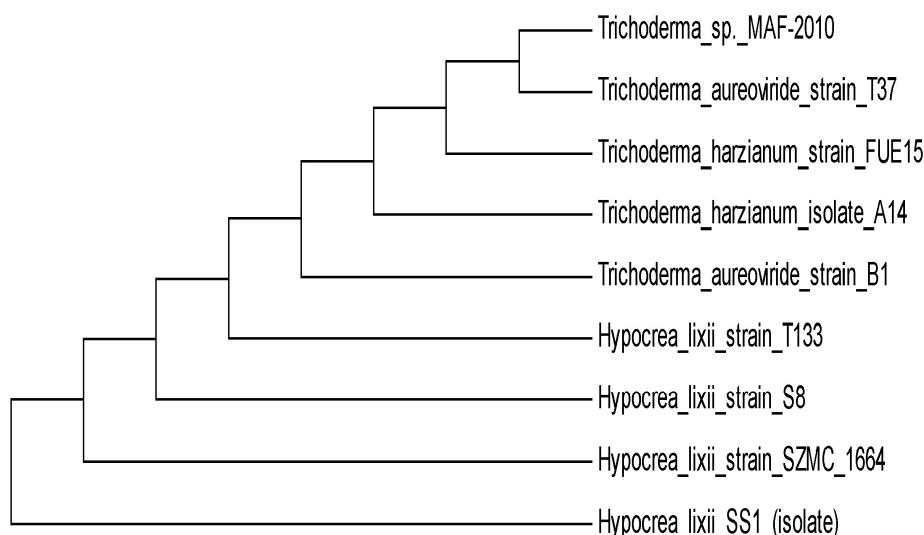 Trichoderma_sp._MAF-2010
Trichoderma_aureoviride_strain_T37
Trichoderma_harzianum_strain_FUE15
Trichoderma_harzianum_isolate_A14
Trichoderma_aureoviride_strain_B1
Hypocrea_lixii_strain_T133
Hypocrea_lixii_strain_S8
Hypocrea_lixii_strain_SZMC_1664
Hypocrea_lixii_SS1_(isolate)